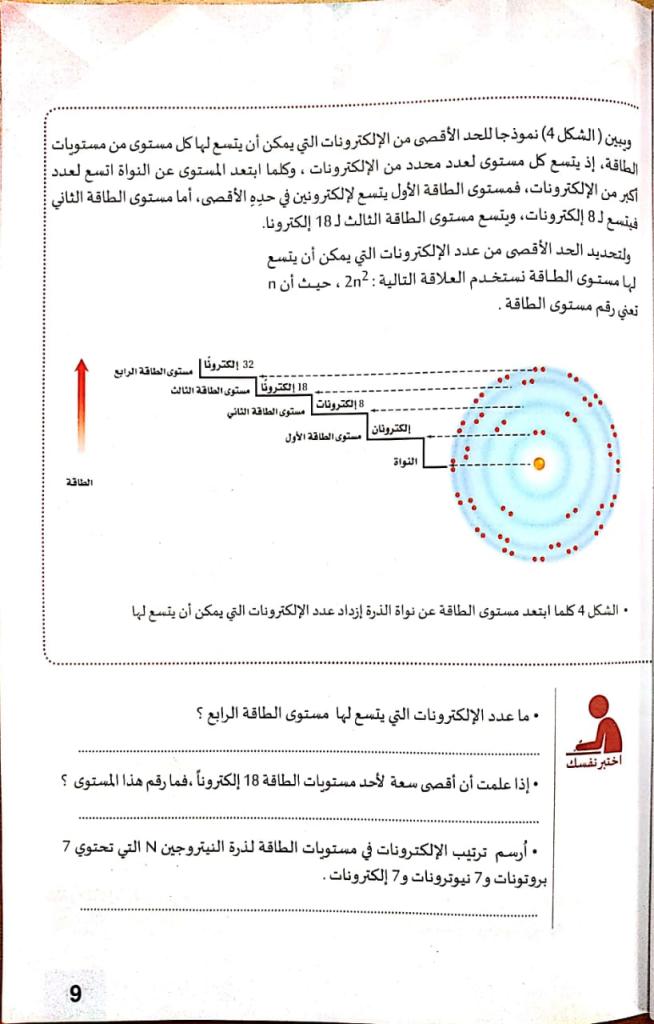 ويبين (الشكل 4) نموذجا للحد الأقصى من الإلكترونات التي يمكن أن يتسع لها كل مستوى من مستويات
الطاقة، إذ يتسع كل مستوى لعدد محدد من الإلكترونات ، وكلما ابتعد المستوى عن النواة اتسع لعدد
أكبر من الإلكترونات، فمستوى الطاقة الأول يتسع لإلكترونين في حدِهِ الأقصى، أما مستوى الطاقة الثاني
فيتسع لـ 8 إلكترونات، ويتسع مستوى الطاقة الثالث لـ 18 إلكترونا.
ولتحديد الحد الأقصى من عدد الإلكترونات التي يمكن أن يتسع
لها مستوى الطاقة نستخدم العلاقة التالية : 2n² ، حيث أن n
تعني رقم مستوى الطاقة .
32 إلكترونًا
مستوى الطاقة الرابع
18 إلكترونًا
مستوى الطاقة الثالث
8 إلكترونات
مستوى الطاقة الثاني
إلكترونان
مستوى الطاقة الأول
النواة
الطاقة
• الشكل 4 كلما ابتعد مستوى الطاقة عن نواة الذرة إزداد عدد الإلكترونات التي يمكن أن يتسع لها
اختبر نفسك
• ما عدد الإلكترونات التي يتسع لها مستوى الطاقة الرابع ؟
• إذا علمت أن أقصى سعة لأحد مستويات الطاقة 18 إلكتروناً ،فما رقم هذا المستوى ؟
• أرسم ترتيب الإلكترونات في مستويات الطاقة لذرة النيتروجين N التي تحتوي 7
بروتونات و7 نيوترونات و7 إلكترونات .
9